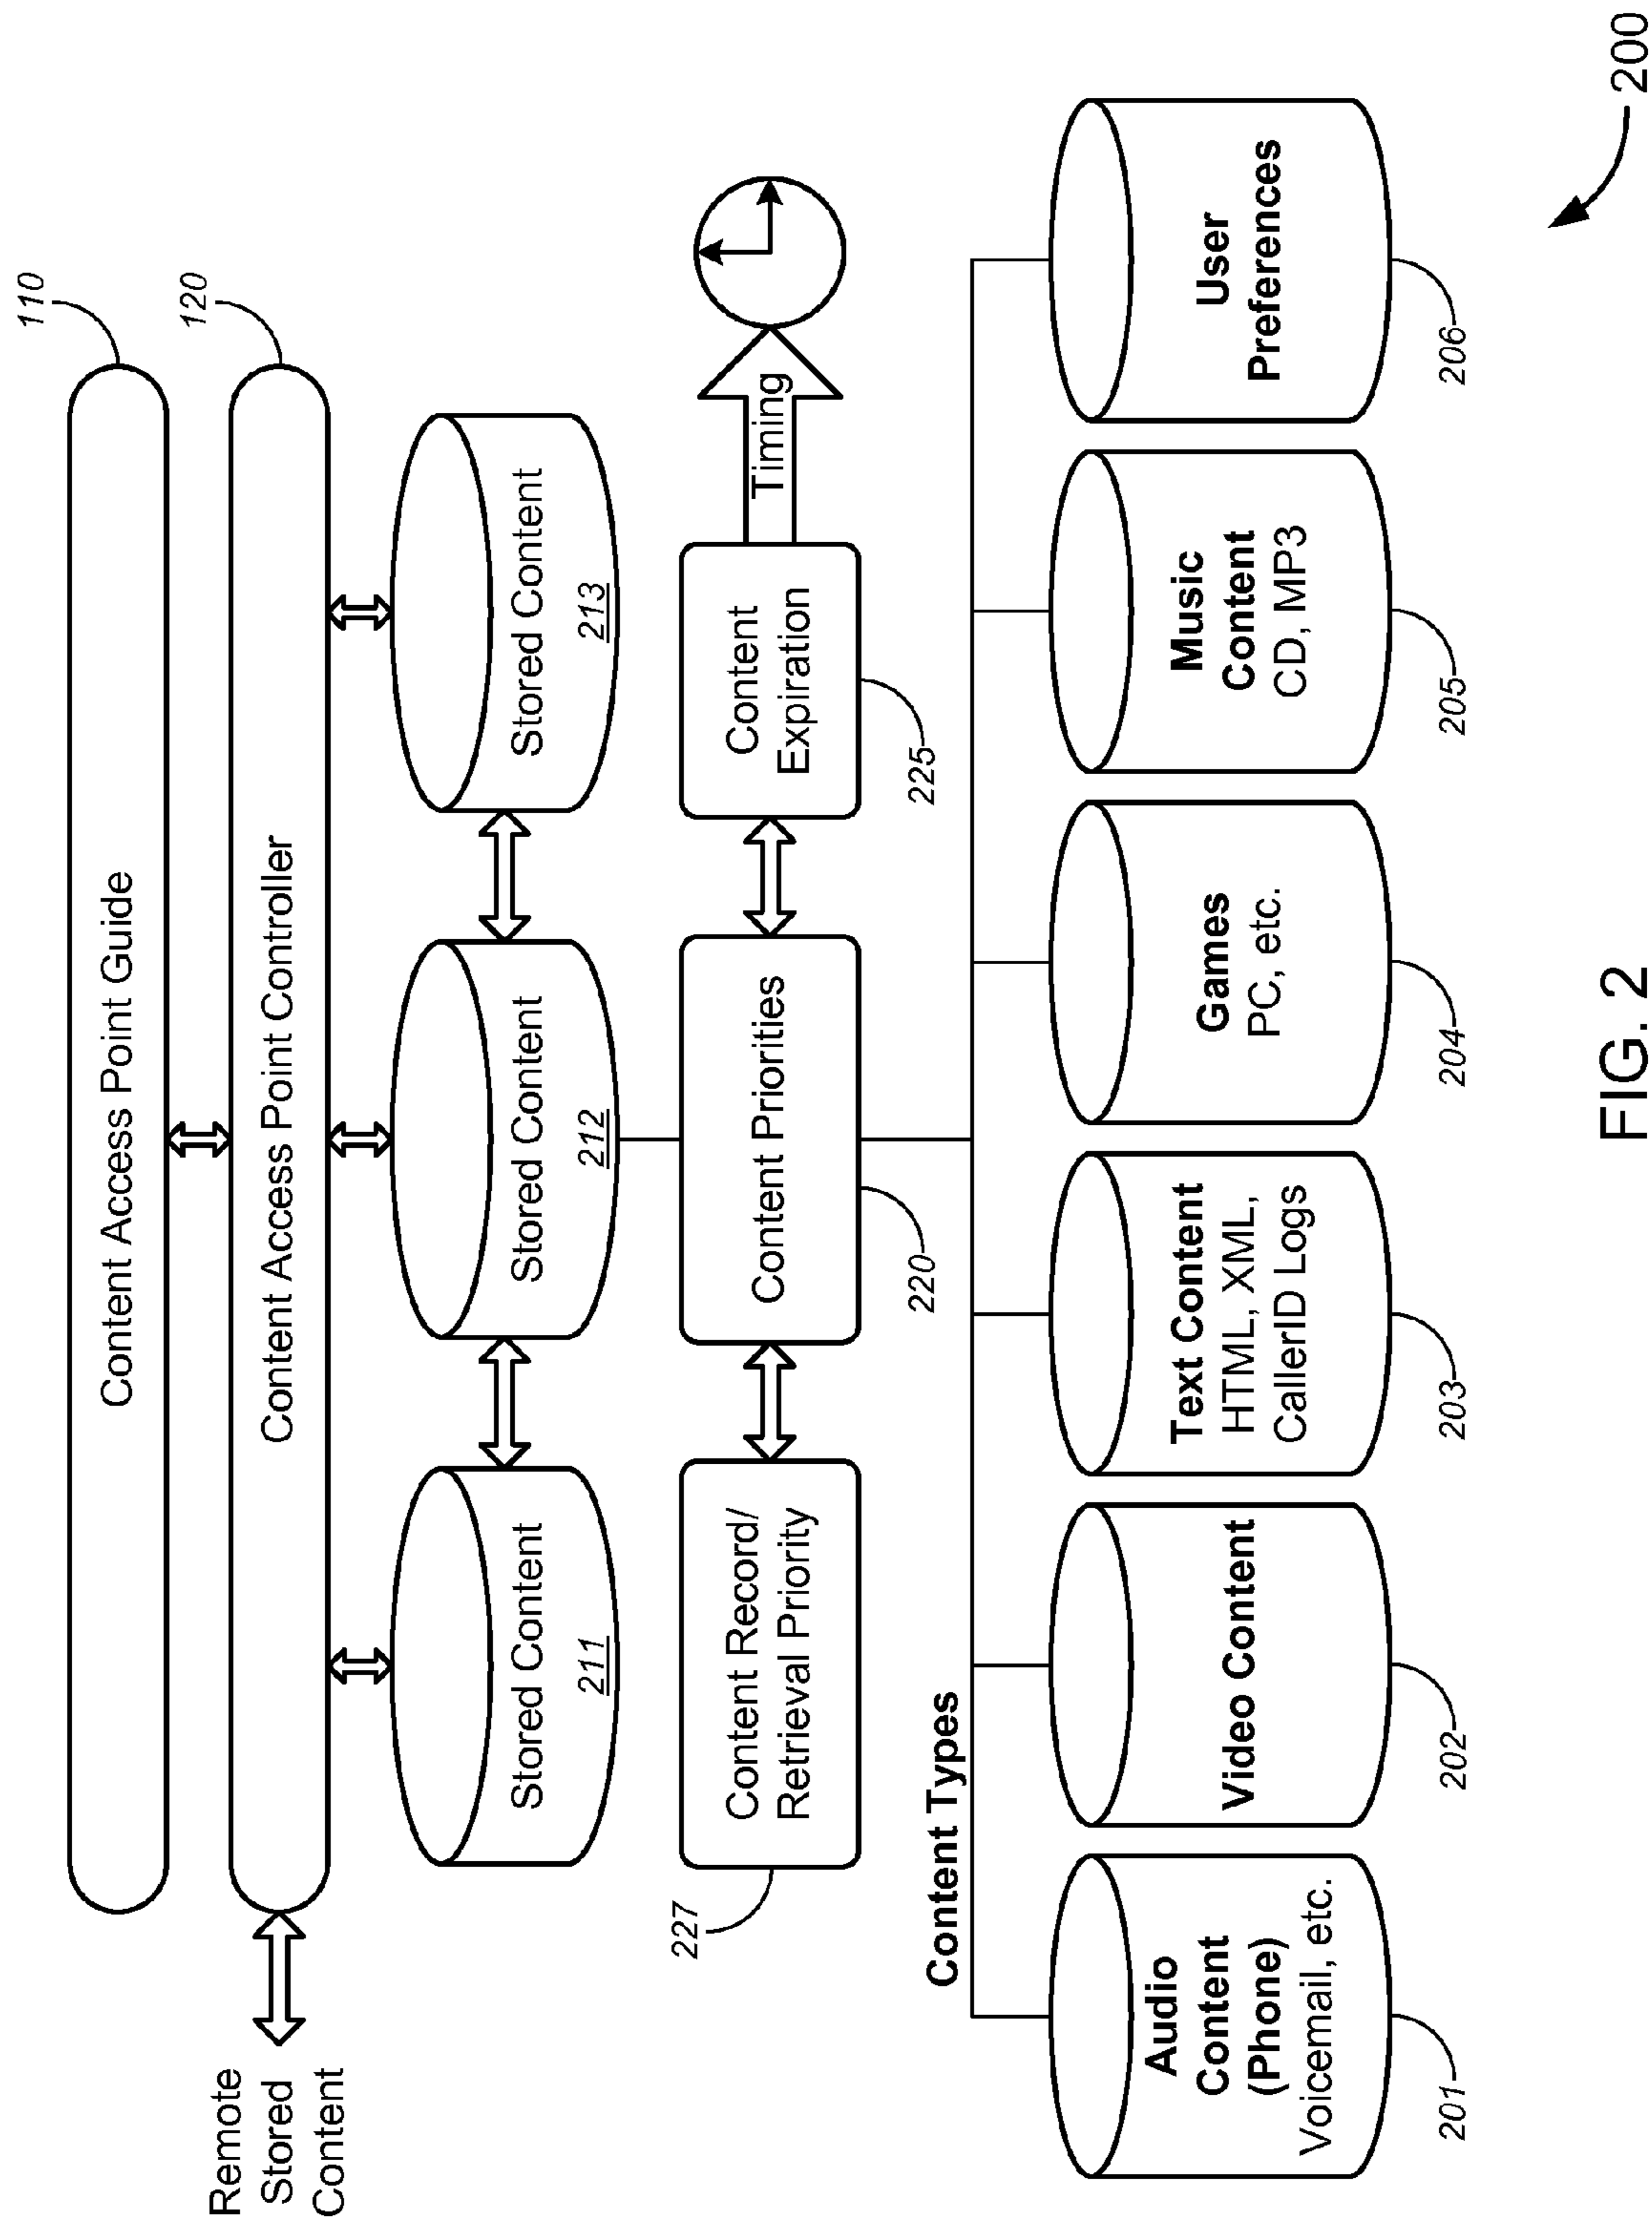 110
Content Access Point Guide
120
Content Access Point Controller
Remote
Stored
Content
Stored Content
211
Stored Content
212
Stored Content
213
227
Content Record/
Retrieval Priority
Content Priorities
220
Content
Expiration
225
Timing
Content Types
Audio
Content
(Phone)
Voicemail, etc.
201
Video Content
202
Text Content
HTML, XML,
CallerID Logs
203
Games
PC, etc.
204
Music
Content
CD, MP3
205
User
Preferences
206
200
FIG. 2